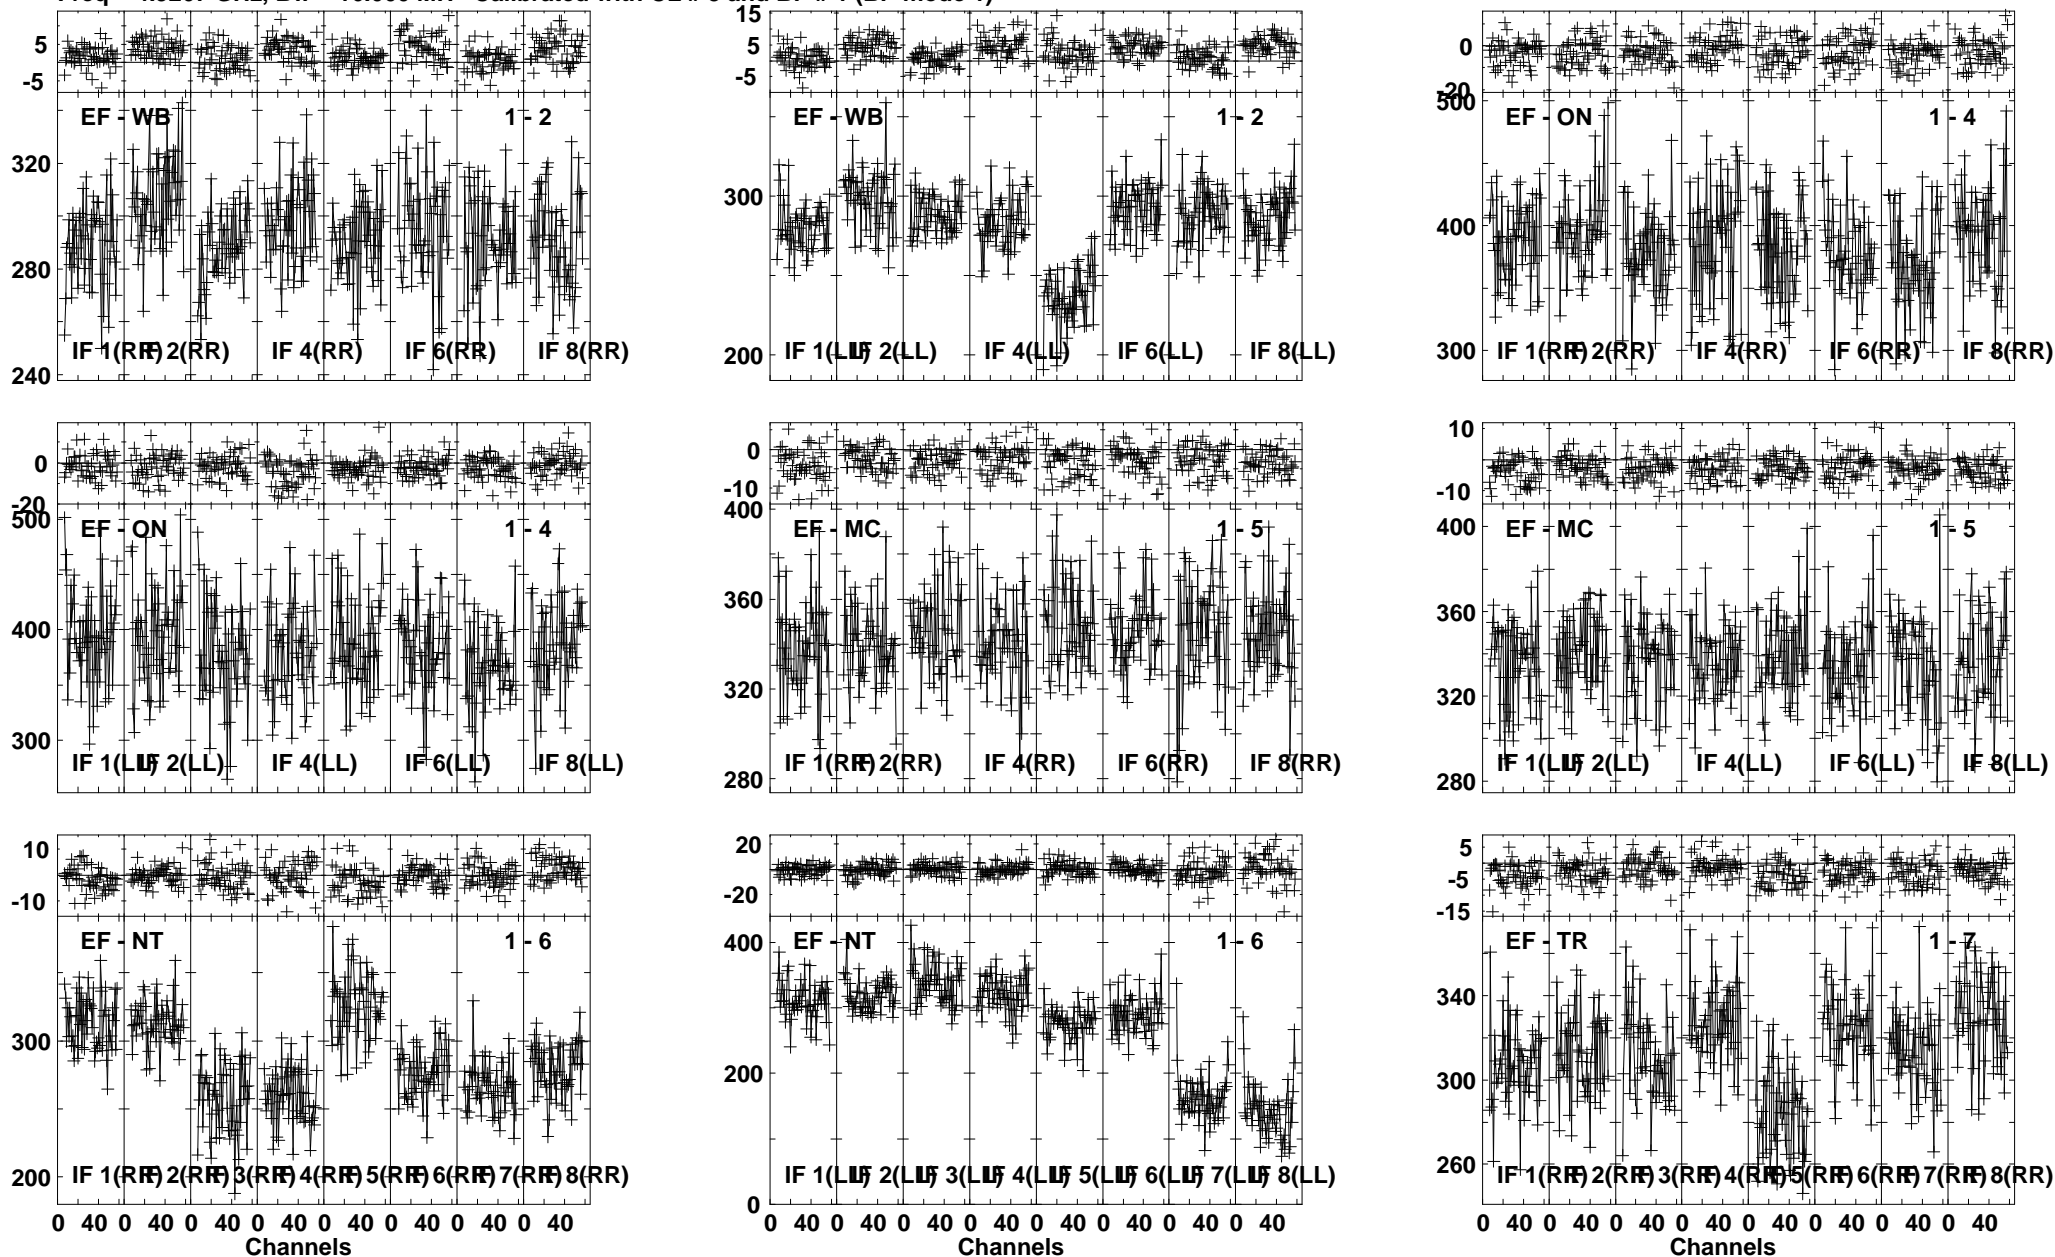 15
5
-5
5
-5
0
-20
EF - WB 1 - 2
320
280
240
IF 1(RR) IF 2(RR) IF 4(RR) IF 6(RR) IF 8(RR)
EF - WB 1 - 2
300
200
IF 1(LL) IF 2(LL) IF 4(LL) IF 6(LL) IF 8(LL)
500
EF - ON 1 - 4
400
300
IF 1(RR) IF 2(RR) IF 4(RR) IF 6(RR) IF 8(RR)
0
-20
500
EF - ON 1 - 4
400
300
IF 1(LL) IF 2(LL) IF 4(LL) IF 6(LL) IF 8(LL)
0
-10
400
EF - MC 1 - 5
360
320
280
IF 1(RR) IF 2(RR) IF 4(RR) IF 6(RR) IF 8(RR)
10
-10
400
EF - MC 1 - 5
360
320
280
IF 1(LL) IF 2(LL) IF 4(LL) IF 6(LL) IF 8(LL)
10
-10
EF - NT 1 - 6
300
200
IF 1(RR) IF 2(RR) IF 3(RR) IF 4(RR) IF 5(RR) IF 6(RR) IF 7(RR) IF 8(RR)
0 40 0 40 0 40 0 40 0 40 0 40 0 40 0 40
Channels
20
-20
EF - NT 1 - 6
400
200
0
IF 1(LL) IF 2(LL) IF 3(LL) IF 4(LL) IF 5(LL) IF 6(LL) IF 7(LL) IF 8(LL)
0 40 0 40 0 40 0 40 0 40 0 40 0 40 0 40
Channels
5
-5
-15
EF - TR 1 - 7
340
300
260
IF 1(RR) IF 2(RR) IF 3(RR) IF 4(RR) IF 5(RR) IF 6(RR) IF 7(RR) IF 8(RR)
0 40 0 40 0 40 0 40 0 40 0 40 0 40 0 40
Channels